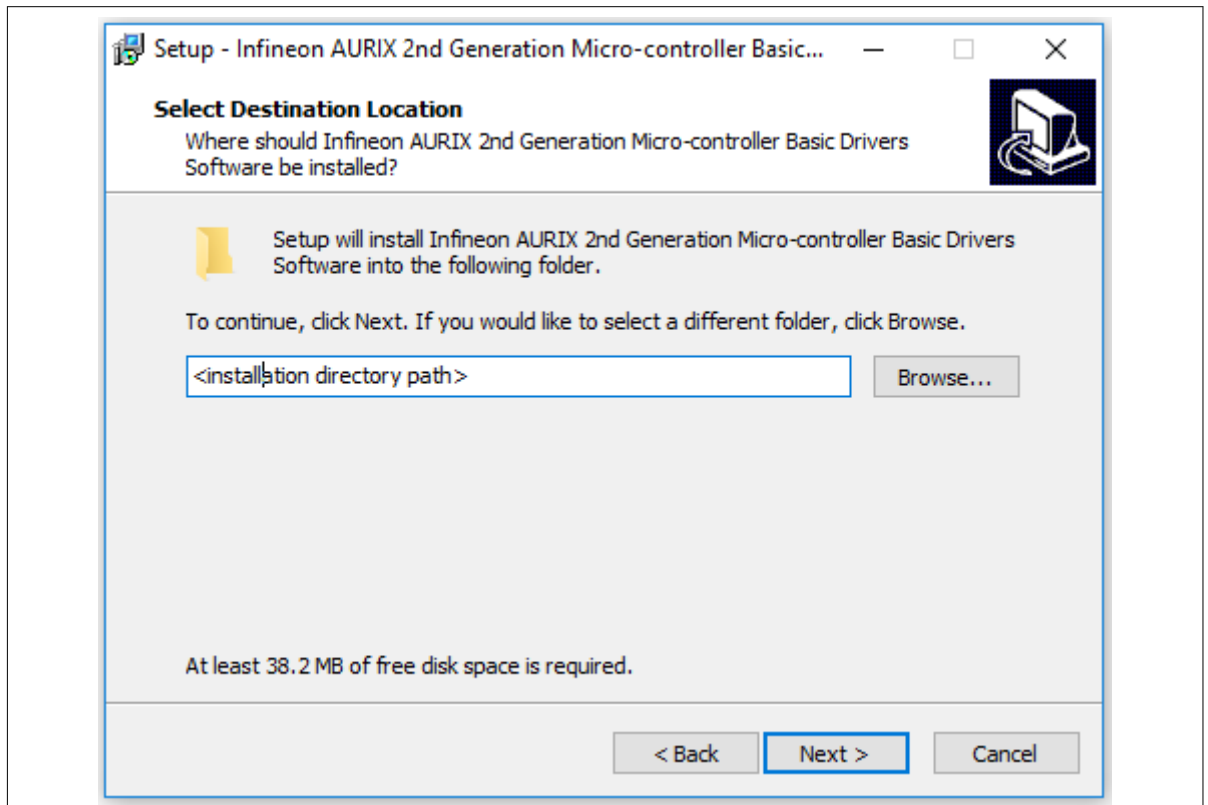 Setup - Infineon AURIX 2nd Generation Micro-controller Basic...
Select Destination Location
Where should Infineon AURIX 2nd Generation Micro-controller Basic Drivers
Software be installed?
Setup will install Infineon AURIX 2nd Generation Micro-controller Basic Drivers
Software into the following folder.
To continue, click Next. If you would like to select a different folder, click Browse.
<installation directory path>
Browse...
At least 38.2 MB of free disk space is required.
< Back
Next >
Cancel